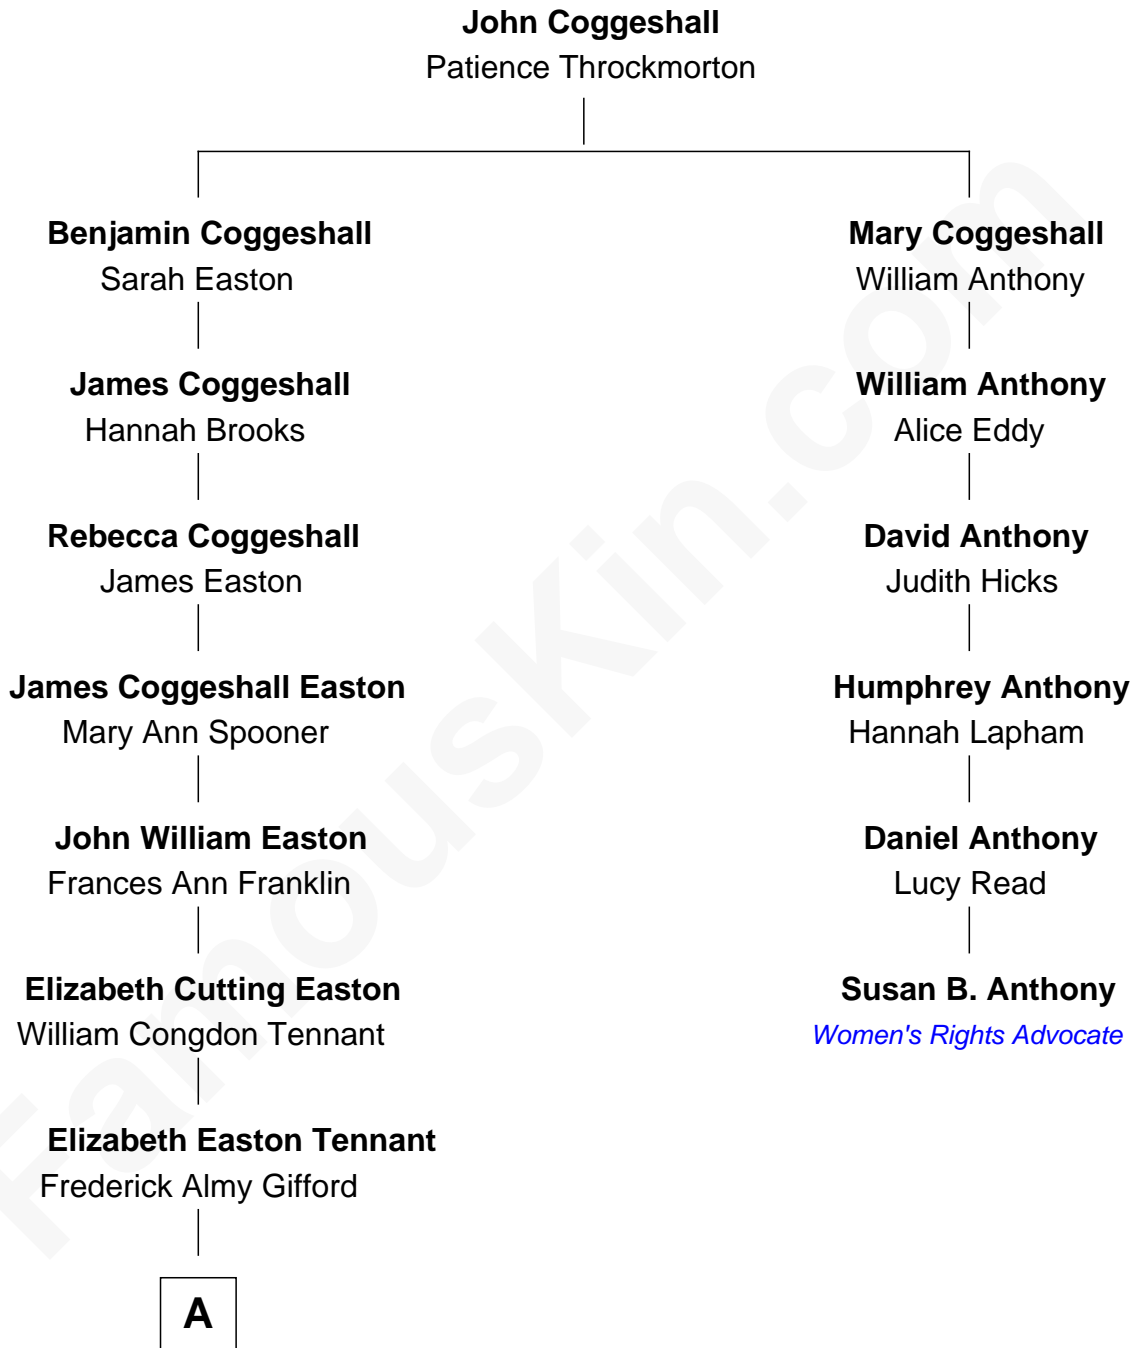 John Coggeshall
Patience Throckmorton
Benjamin Coggeshall
Sarah Easton
Mary Coggeshall
William Anthony
James Coggeshall
Hannah Brooks
William Anthony
Alice Eddy
Rebecca Coggeshall
James Easton
David Anthony
Judith Hicks
James Coggeshall Easton
Mary Ann Spooner
Humphrey Anthony
Hannah Lapham
John William Easton
Frances Ann Franklin
Daniel Anthony
Lucy Read
Elizabeth Cutting Easton
William Congdon Tennant
Susan B. Anthony
Women's Rights Advocate
Elizabeth Easton Tennant
Frederick Almy Gifford
A
FamousKin.com